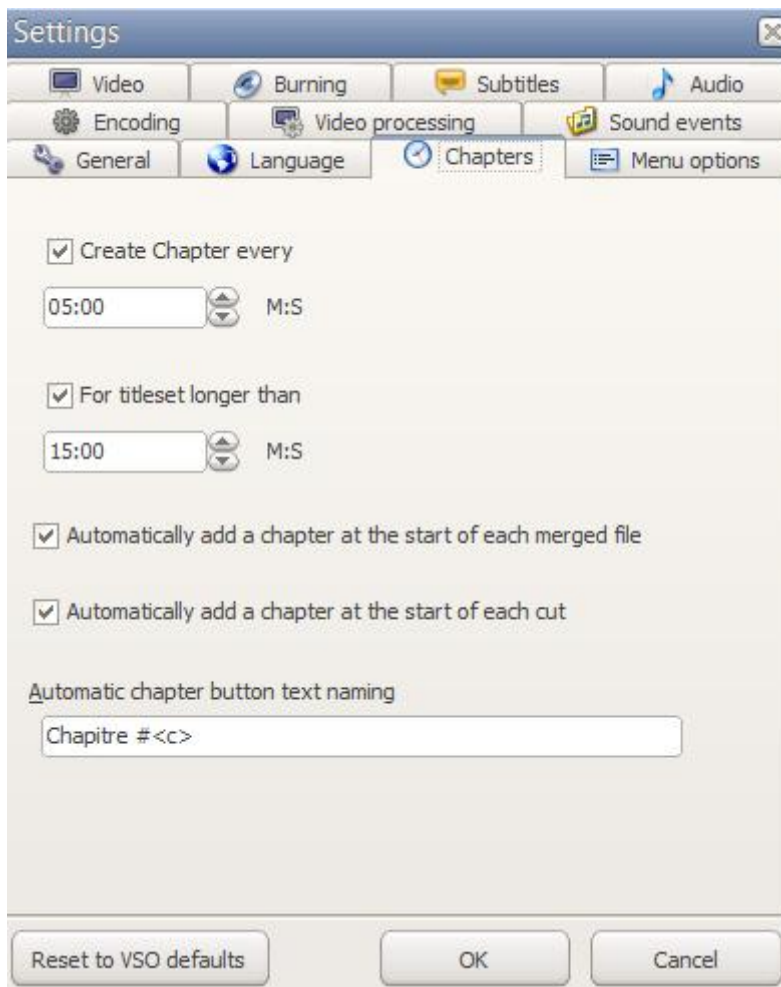 Settings
Video Burning Subtitles Audio
Encoding Video processing Sound events
General Language Chapters Menu options
Create Chapter every
05:00 M:S
For titleset longer than
15:00 M:S
Automatically add a chapter at the start of each merged file
Automatically add a chapter at the start of each cut
Automatic chapter button text naming
Chapitre #<c>
Reset to VSO defaults OK Cancel